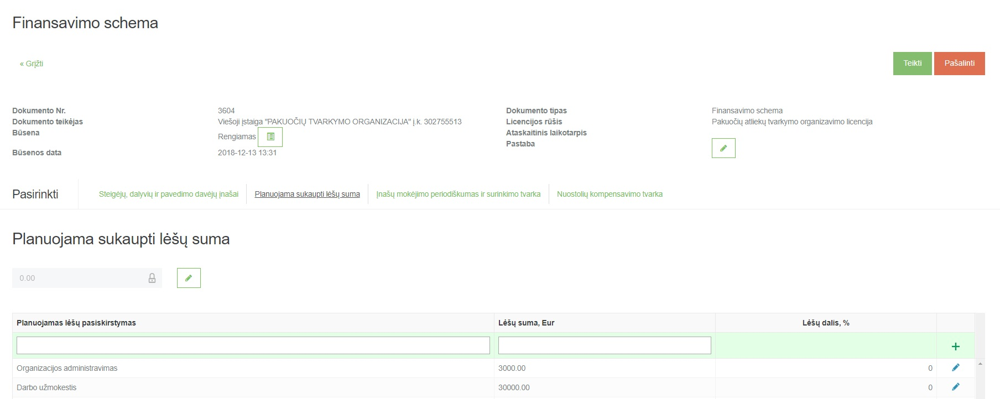 Finansavimo schema
« Grįžti
Teikti
Pašalinti
Dokumento Nr. 3604
Dokumento teikėjas Viešoji įstaiga "PAKUOČIŲ TVARKYMO ORGANIZACIJA" į.k. 302755513
Būsena Rengiamas
Būsenos data 2018-12-13 13:31
Dokumento tipas Finansavimo schema
Licencijos rūšis Pakuočių atliekų tvarkymo organizavimo licencija
Ataskaitinis laikotarpis
Pastaba
Pasirinkti Steigėjų, dalyvių ir pavedimo davėjų įnašai Planuojama sukaupti lėšų suma Įnašų mokėjimo periodiškumas ir surinkimo tvarka Nuostolių kompensavimo tvarka
Planuojama sukaupti lėšų suma
0.00
Planuojamas lėšų pasiskirstymas Lėšų suma, Eur Lėšų dalis, %
Organizacijos administravimas 3000.00 0
Darbo užmokestis 30000.00 0